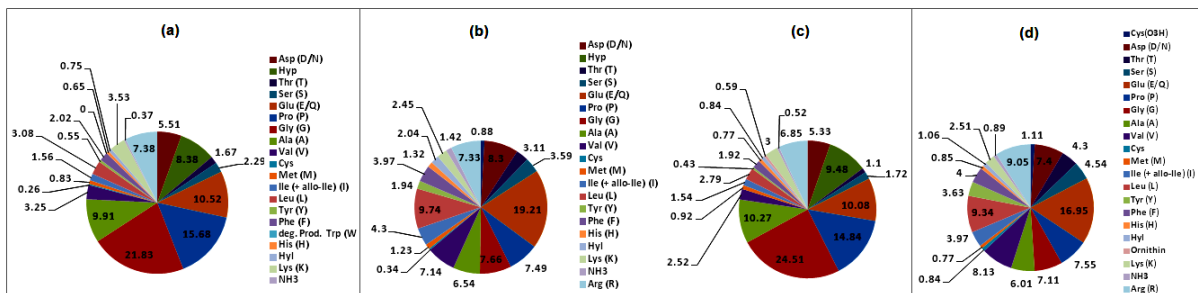 (a)
0.75
0.65
0
2.02
0.55
3.08
1.56
0.83
0.26
3.25
3.53
0.37
5.51
7.38
8.38
1.67
2.29
10.52
15.68
21.83
9.91
Asp (D/N)
Hyp
Thr (T)
Ser (S)
Glu (E/Q)
Pro (P)
Gly (G)
Ala (A)
Val (V)
Cys
Met (M)
Ile (+ allo-Ile) (I)
Leu (L)
Tyr (Y)
Phe (F)
deg. Prod. Trp (W
His (H)
Hyl
Lys (K)
NH3
(b)
2.45
2.04
1.32
3.97
1.94
9.74
4.3
1.23
0.34
7.14
1.42
0.88
7.33
8.3
3.11
3.59
19.21
7.49
7.66
6.54
Asp (D/N)
Hyp
Thr (T)
Ser (S)
Glu (E/Q)
Pro (P)
Gly (G)
Ala (A)
Val (V)
Cys
Met (M)
Ile (+ allo-Ile) (I)
Leu (L)
Tyr (Y)
Phe (F)
His (H)
Hyl
Lys (K)
NH3
Arg (R)
(c)
0.59
0.84
0.77
1.92
0.43
2.79
1.54
0.92
2.52
3
0.52
6.85
5.33
9.48
1.1
1.72
10.08
14.84
24.51
10.27
(d)
2.51
1.06
0.85
4
3.63
9.34
3.97
0.77
0.84
8.13
0.89
1.11
9.05
7.4
4.3
4.54
16.95
7.55
7.11
6.01
Cys(O3H)
Asp (D/N)
Thr (T)
Ser (S)
Glu (E/Q)
Pro (P)
Gly (G)
Ala (A)
Val (V)
Cys
Met (M)
Ile (+ allo-Ile) (I)
Leu (L)
Tyr (Y)
Phe (F)
His (H)
Hyl
Ornithin
Lys (K)
NH3
Arg (R)